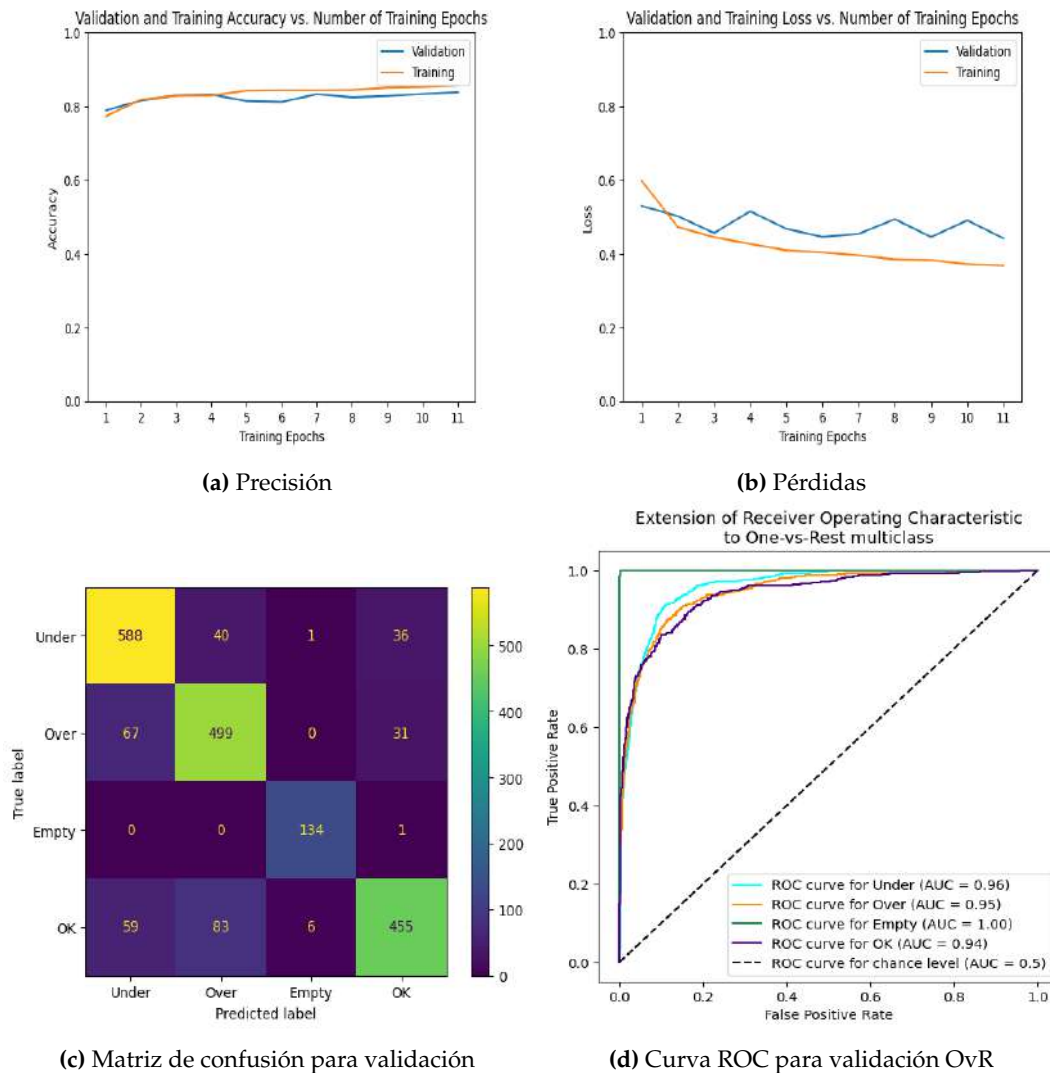 Validation and Training Accuracy vs. Number of Training Epochs
1.0
0.8
0.6
0.4
0.2
0.0
Accuracy
Validation
Training
1 2 3 4 5 6 7 8 9 10 11
Training Epochs
(a) Precisión
Validation and Training Loss vs. Number of Training Epochs
1.0
0.8
0.6
0.4
0.2
0.0
Loss
Validation
Training
1 2 3 4 5 6 7 8 9 10 11
Training Epochs
(b) Pérdidas
True label
Under 588 40 1 36
Over 67 499 0 31
Empty 0 0 134 1
OK 59 83 6 455
Under Over Empty OK
Predicted label
500
400
300
200
100
0
(c) Matriz de confusión para validación
Extension of Receiver Operating Characteristic
to One-vs-Rest multiclass
1.0
0.8
0.6
0.4
0.2
0.0
True Positive Rate
ROC curve for Under (AUC = 0.96)
ROC curve for Over (AUC = 0.95)
ROC curve for Empty (AUC = 1.00)
ROC curve for OK (AUC = 0.94)
ROC curve for chance level (AUC = 0.5)
0.0 0.2 0.4 0.6 0.8 1.0
False Positive Rate
(d) Curva ROC para validación OvR